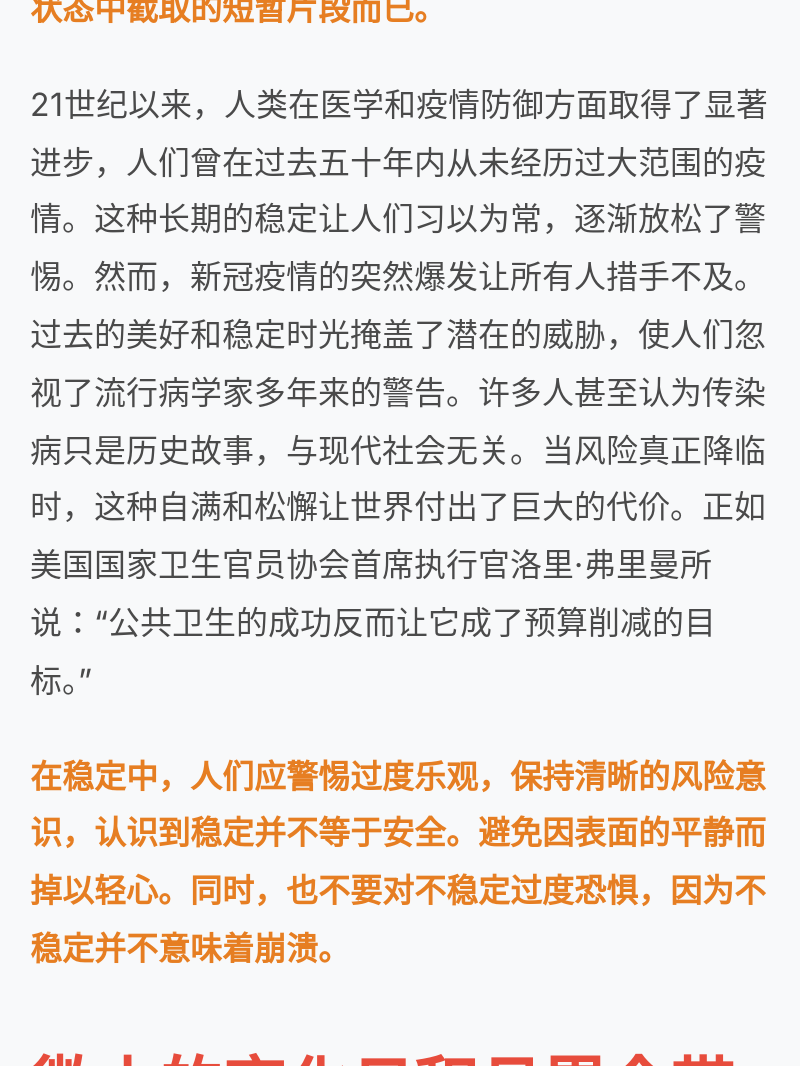 状态中截取的短暂片段而已。
21世纪以来，人类在医学和疫情防御方面取得了显著
进步，人们曾在过去五十年内从未经历过大范围的疫
情。这种长期的稳定让人们习以为常，逐渐放松了警
惕。然而，新冠疫情的突然爆发让所有人措手不及。
过去的美好和稳定时光掩盖了潜在的威胁，使人们忽
视了流行病学家多年来的警告。许多人甚至认为传染
病只是历史故事，与现代社会无关。当风险真正降临
时，这种自满和松懈让世界付出了巨大的代价。正如
美国国家卫生官员协会首席执行官洛里·弗里曼所
说：“公共卫生的成功反而让它成了预算削减的目
标。”
在稳定中，人们应警惕过度乐观，保持清晰的风险意
识，认识到稳定并不等于安全。避免因表面的平静而
掉以轻心。同时，也不要对不稳定过度恐惧，因为不
稳定并不意味着崩溃。